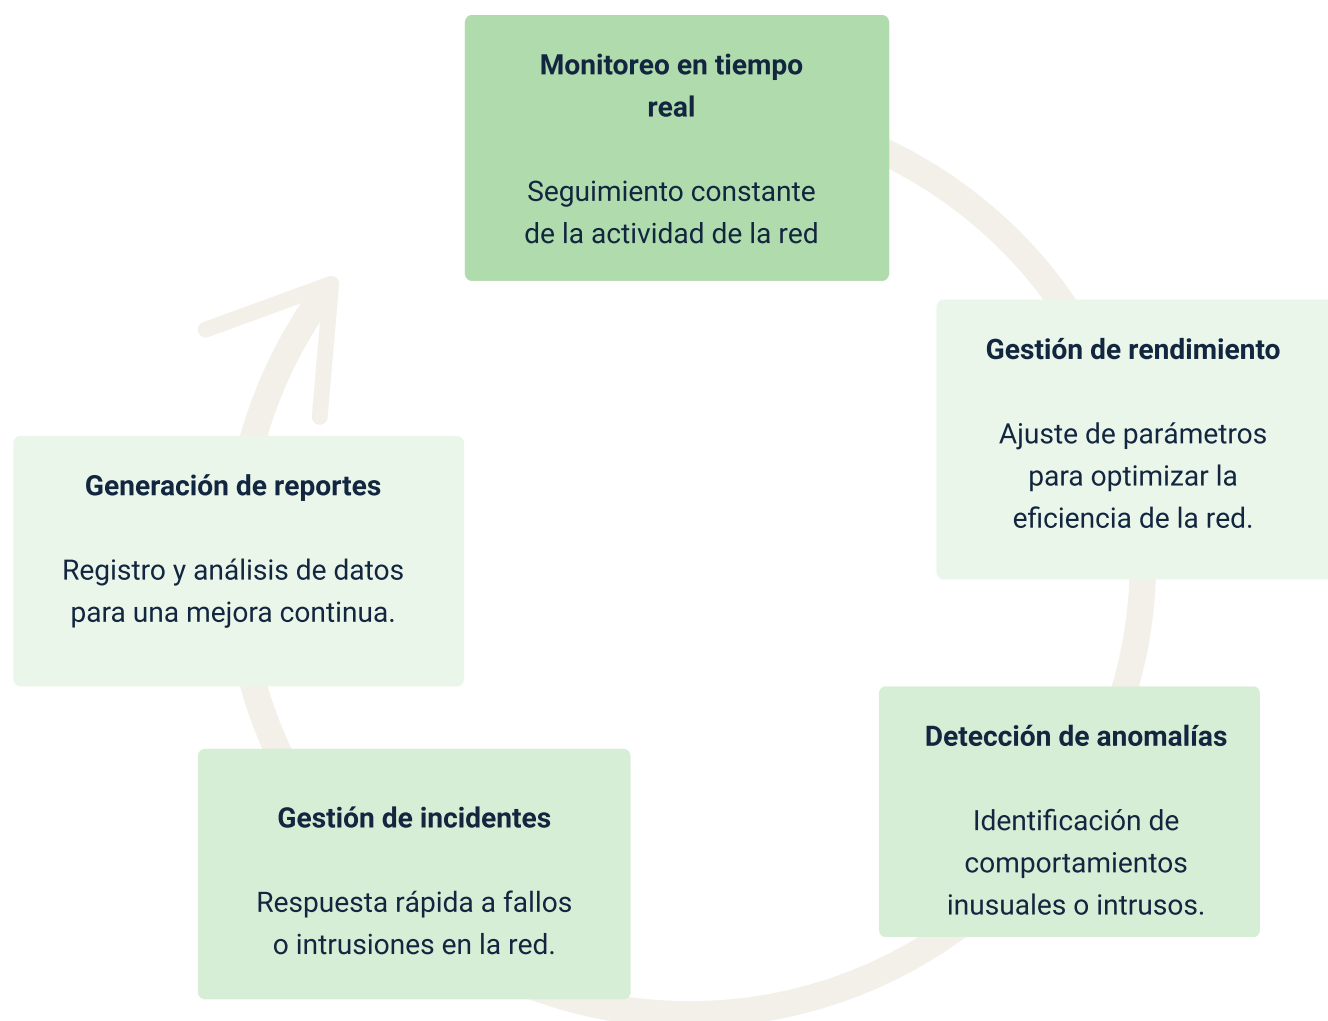 Monitoreo en tiempo
real
Seguimiento constante
de la actividad de la red
Gestión de rendimiento
Ajuste de parámetros
para optimizar la
eficiencia de la red.
Detección de anomalías
Identificación de
comportamientos
inusuales o intrusos.
Gestión de incidentes
Respuesta rápida a fallos
o intrusiones en la red.
Generación de reportes
Registro y análisis de datos
para una mejora continua.